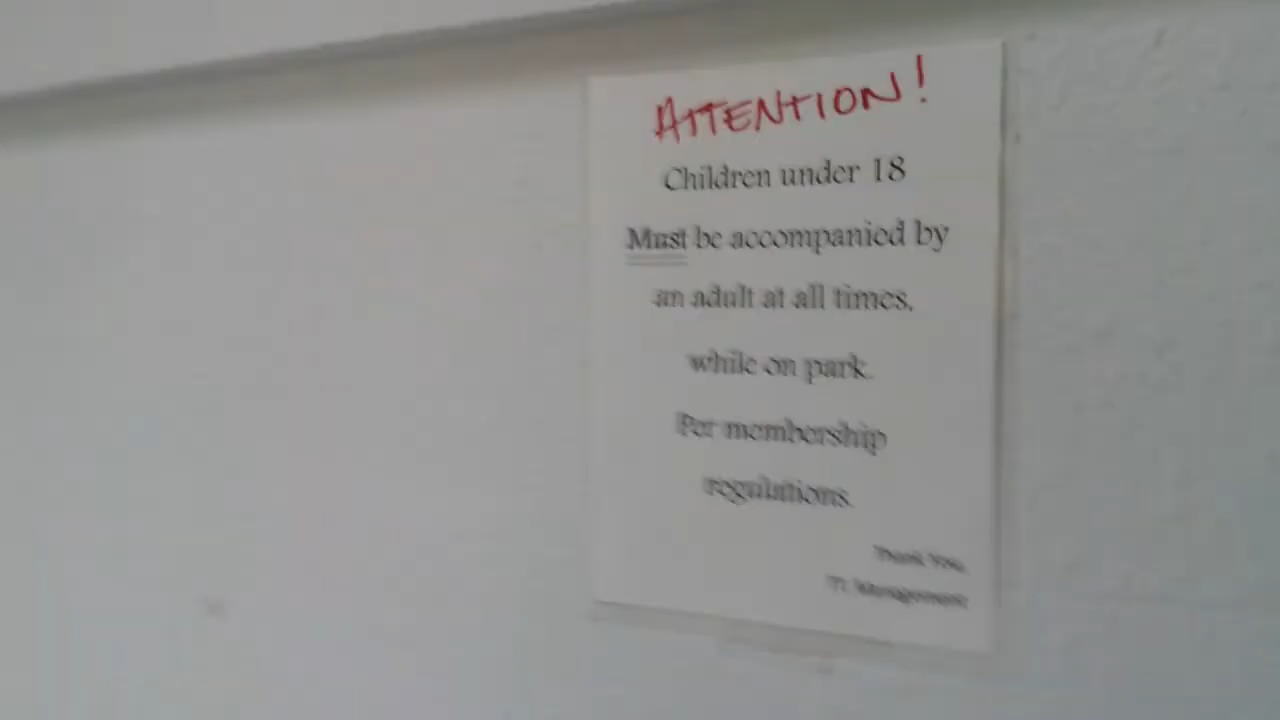 ATTENTION!
Children under 18
Must be accompanied by
an adult at all times,
while on park.
Per membership
regulations.
Thank You,
Management